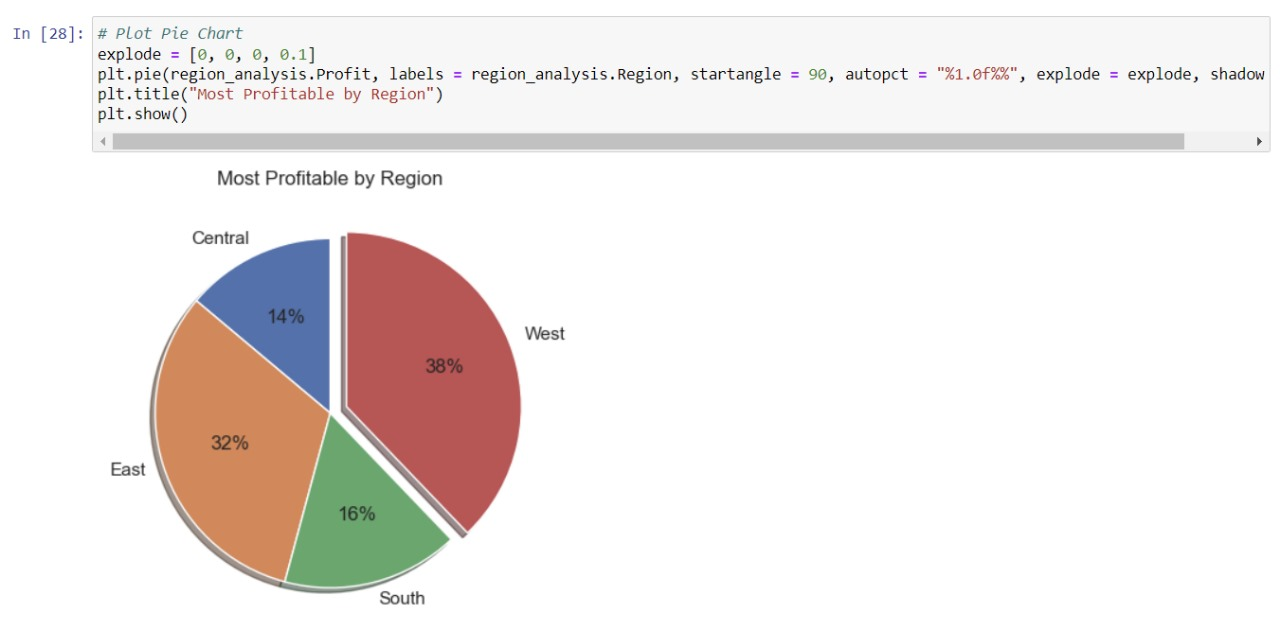 In [28]: # Plot Pie Chart
explode = [0, 0, 0, 0.1]
plt.pie(region_analysis.Profit, labels = region_analysis.Region, startangle = 90, autopct = "%1.0f%%", explode = explode, shadow
plt.title("Most Profitable by Region")
plt.show()
Most Profitable by Region
Central
14%
West
38%
32%
East
16%
South